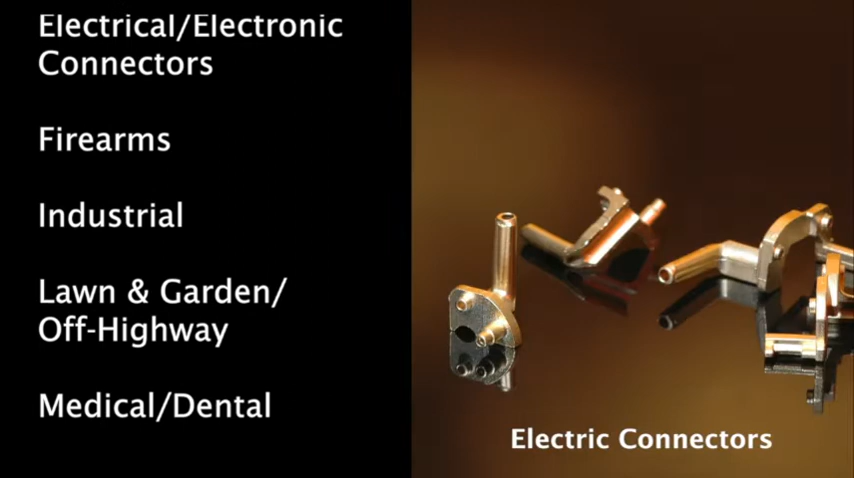 Electrical/Electronic
Connectors
Firearms
Industrial
Lawn & Garden/
Off-Highway
Medical/Dental
Electric Connectors